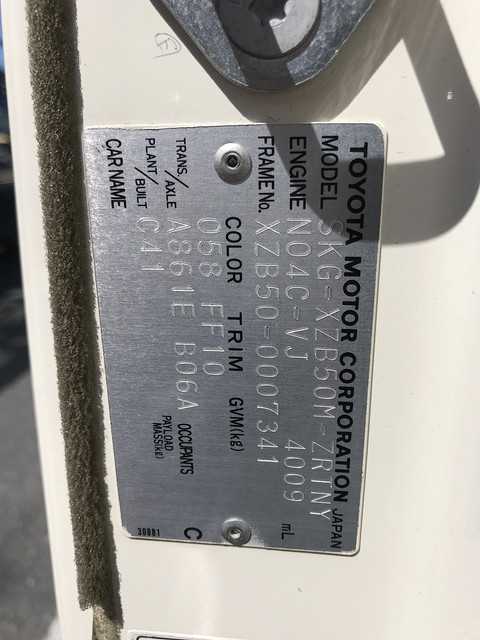 TOYOTA MOTOR CORPORATION JAPAN
MODEL SKG-XZB50M-ZRTNY
ENGINE N04C-VJ 4009 mL
FRAME No. XZB50-0007341
COLOR TRIM GVM(kg)
058 FF10
TRANS./AXLE A861E B06A OCCUPANTS
PLANT/BUILT C41 PAYLOAD MASS(kg)
CAR NAME C
30881